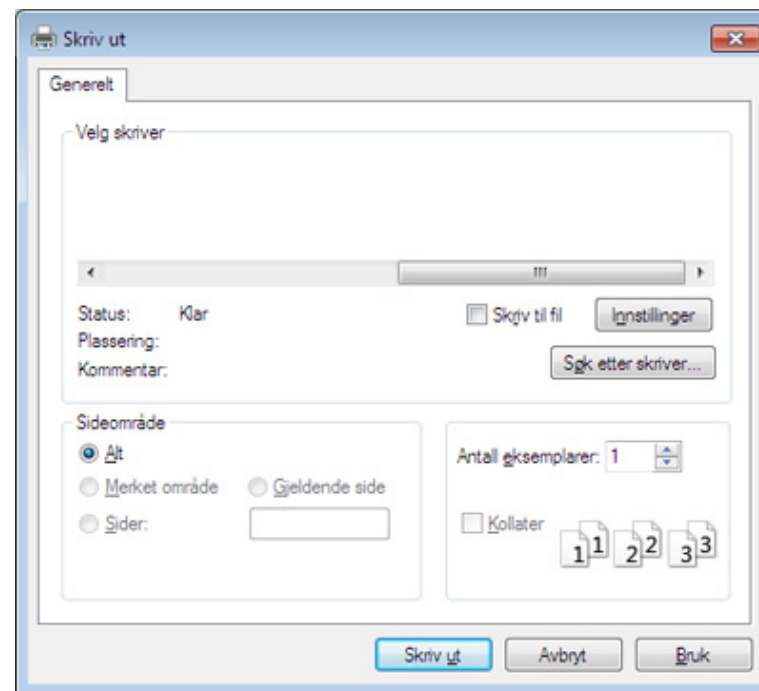 Skriv ut
Generelt
Velg skriver
Status: Klar
Skriv til fil
Innstillinger
Plassering:
Kommentar:
Søk etter skriver...
Sideområde
Alt
Merket område
Gjeldende side
Sider:
Antall eksemplarer: 1
Kollater
1 1 2 2 3 3
Skriv ut
Avbryt
Bruk